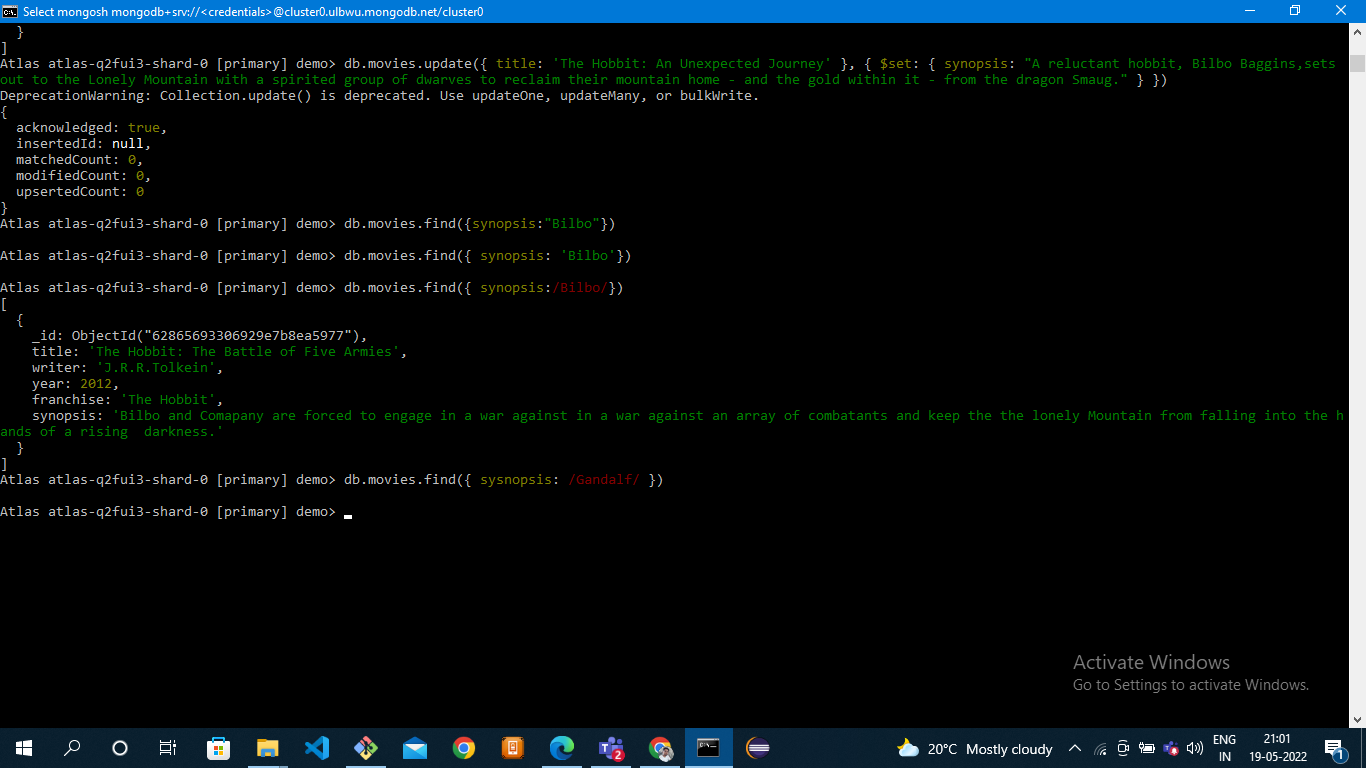 Select mongosh mongodb+srv://<credentials>@cluster0.ulbwu.mongodb.net/cluster0
  }
]
Atlas atlas-q2fui3-shard-0 [primary] demo> db.movies.update({ title: 'The Hobbit: An Unexpected Journey' }, { $set: { synopsis: "A reluctant hobbit, Bilbo Baggins,sets
out to the Lonely Mountain with a spirited group of dwarves to reclaim their mountain home - and the gold within it - from the dragon Smaug." } })
DeprecationWarning: Collection.update() is deprecated. Use updateOne, updateMany, or bulkWrite.
{
  acknowledged: true,
  insertedId: null,
  matchedCount: 0,
  modifiedCount: 0,
  upsertedCount: 0
}
Atlas atlas-q2fui3-shard-0 [primary] demo> db.movies.find({synopsis:"Bilbo"})
Atlas atlas-q2fui3-shard-0 [primary] demo> db.movies.find({ synopsis: 'Bilbo'})
Atlas atlas-q2fui3-shard-0 [primary] demo> db.movies.find({ synopsis:/Bilbo/})
[
  {
    _id: ObjectId("62865693306929e7b8ea5977"),
    title: 'The Hobbit: The Battle of Five Armies',
    writer: 'J.R.R.Tolkein',
    year: 2012,
    franchise: 'The Hobbit',
    synopsis: 'Bilbo and Comapany are forced to engage in a war against in a war against an array of combatants and keep the the lonely Mountain from falling into the h
ands of a rising  darkness.'
  }
]
Atlas atlas-q2fui3-shard-0 [primary] demo> db.movies.find({ sysnopsis: /Gandalf/ })
Atlas atlas-q2fui3-shard-0 [primary] demo>
Activate Windows
Go to Settings to activate Windows.
20°C Mostly cloudy
ENG
IN
21:01
19-05-2022
2
1